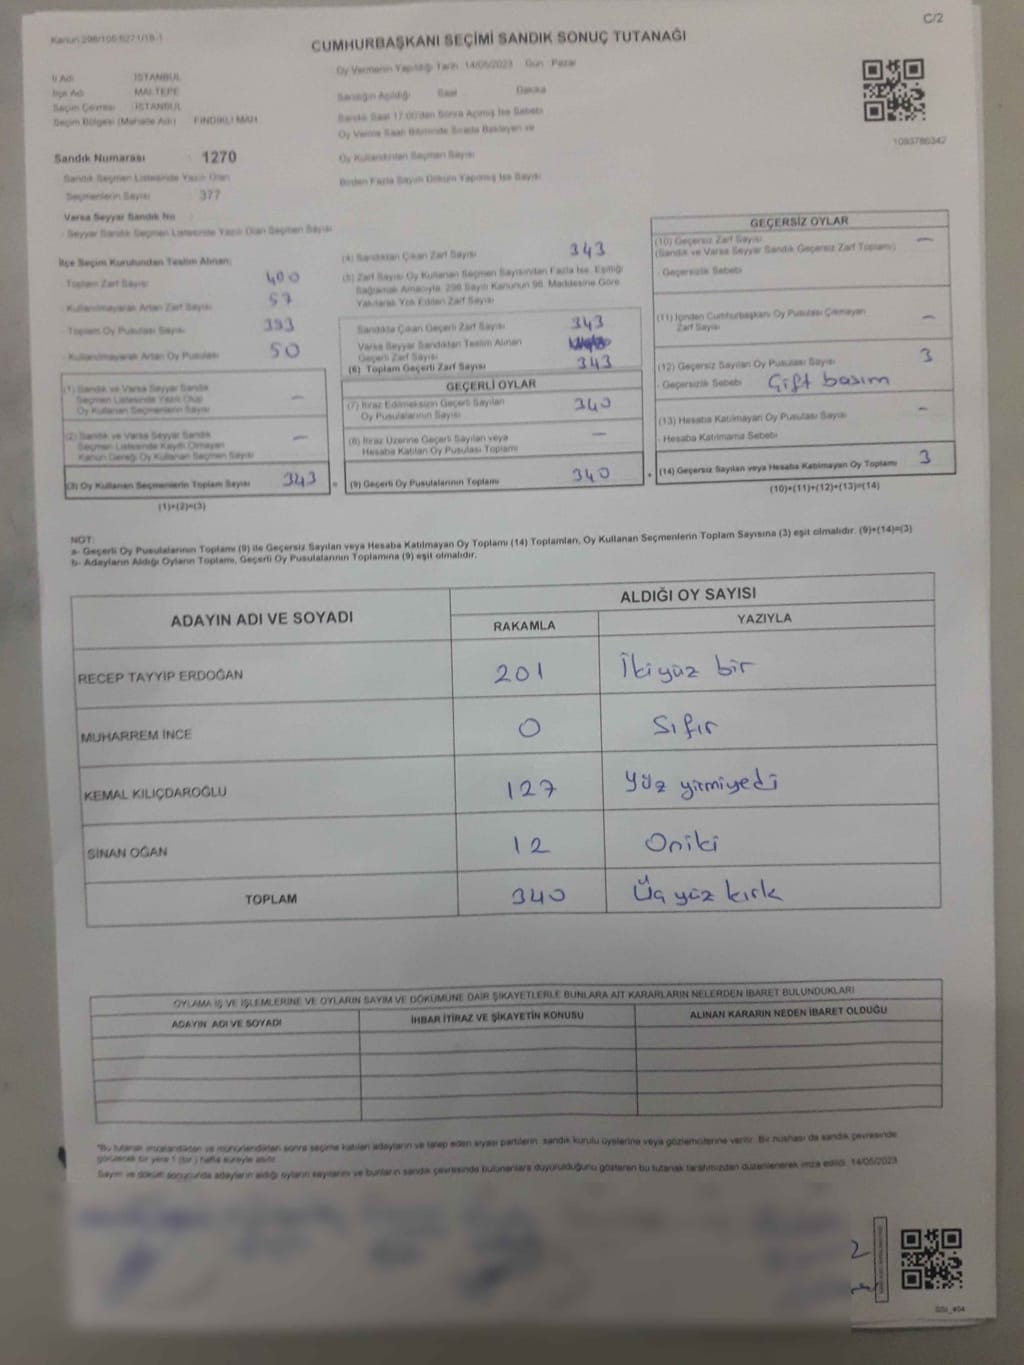 C/2
Kanun 298/105 6271/18-1
CUMHURBAŞKANI SEÇİMİ SANDIK SONUÇ TUTANAĞI
İl Adı : İSTANBUL
İlçe Adı : MALTEPE
Seçim Çevresi : İSTANBUL
Seçim Bölgesi (Mahalle Adı) : FINDIKLI MAH.
Sandık Numarası : 1270
- Sandık Seçmen Listesinde Yazılı Olan
Seçmenlerin Sayısı : 377
Varsa Seyyar Sandık No
- Seyyar Sandık Seçmen Listesinde Yazılı Olan Seçmen Sayısı
Oy Vermenin Yapıldığı Tarih : 14/05/2023 Gün : Pazar
Sandığın Açıldığı Saat Dakika
Sandık Saat 17:00'den Sonra Açılmış İse Sebebi
Oy Verme Saati Bitiminde Sırada Bekleyen ve
Oy Kullandırılan Seçmen Sayısı
Birden Fazla Sayım Döküm Yapılmış İse Sayısı
1093786342
İlçe Seçim Kurulundan Teslim Alınan;
- Toplam Zarf Sayısı 400
- Kullanılmayarak Artan Zarf Sayısı 57
- Toplam Oy Pusulası Sayısı 393
- Kullanılmayarak Artan Oy Pusulası 50
(1) Sandık ve Varsa Seyyar Sandık
Seçmen Listesinde Yazılı Olup
Oy Kullanan Seçmenlerin Sayısı —
(2) Sandık ve Varsa Seyyar Sandık
Seçmen Listesinde Kayıtlı Olmayan
Kanun Gereği Oy Kullanan Seçmen Sayısı —
(3) Oy Kullanan Seçmenlerin Toplam Sayısı 343
(1)+(2)=(3)
(4) Sandıktan Çıkan Zarf Sayısı 343
(5) Zarf Sayısı Oy Kullanan Seçmen Sayısından Fazla İse, Eşitliği
Sağlamak Amacıyla, 298 Sayılı Kanunun 98. Maddesine Göre
Yakılarak Yok Edilen Zarf Sayısı
Sandıkta Çıkan Geçerli Zarf Sayısı 343
Varsa Seyyar Sandıktan Teslim Alınan
Geçerli Zarf Sayısı
(6) Toplam Geçerli Zarf Sayısı 343
GEÇERLİ OYLAR
(7) İtiraz Edilmeksizin Geçerli Sayılan
Oy Pusulalarının Sayısı 340
(8) İtiraz Üzerine Geçerli Sayılan veya
Hesaba Katılan Oy Pusulası Toplamı —
= (9) Geçerli Oy Pusulalarının Toplamı 340 +
GEÇERSİZ OYLAR
(10) Geçersiz Zarf Sayısı —
(Sandık ve Varsa Seyyar Sandık Geçersiz Zarf Toplamı)
- Geçersizlik Sebebi
(11) İçinden Cumhurbaşkanı Oy Pusulası Çıkmayan
Zarf Sayısı —
(12) Geçersiz Sayılan Oy Pusulası Sayısı 3
- Geçersizlik Sebebi Çift basım
(13) Hesaba Katılmayan Oy Pusulası Sayısı —
- Hesaba Katılmama Sebebi
(14) Geçersiz Sayılan veya Hesaba Katılmayan Oy Toplamı 3
(10)+(11)+(12)+(13)=(14)
NOT:
a- Geçerli Oy Pusulalarının Toplamı (9) ile Geçersiz Sayılan veya Hesaba Katılmayan Oy Toplamı (14) Toplamları, Oy Kullanan Seçmenlerin Toplam Sayısına (3) eşit olmalıdır. (9)+(14)=(3)
b- Adayların Aldığı Oyların Toplamı, Geçerli Oy Pusulalarının Toplamına (9) eşit olmalıdır.
ADAYIN ADI VE SOYADI
ALDIĞI OY SAYISI
RAKAMLA YAZIYLA
RECEP TAYYİP ERDOĞAN 201 İkiyüz bir
MUHARREM İNCE 0 Sıfır
KEMAL KILIÇDAROĞLU 127 Yüz yirmiyedi
SİNAN OĞAN 12 Oniki
TOPLAM 340 Üç yüz kırk
OYLAMA İŞ VE İŞLEMLERİNE VE OYLARIN SAYIM VE DÖKÜMÜNE DAİR ŞİKAYETLERLE BUNLARA AİT KARARLARIN NELERDEN İBARET BULUNDUKLARI
ADAYIN ADI VE SOYADI İHBAR İTİRAZ VE ŞİKAYETİN KONUSU ALINAN KARARIN NEDEN İBARET OLDUĞU
*Bu tutanak imzalandıktan ve mühürlendikten sonra seçime katılan adayların ve talep eden siyasi partilerin sandık kurulu üyelerine veya gözlemcilerine verilir. Bir nüshası da sandık çevresinde
görülecek bir yere 1 (bir) hafta süreyle asılır.
Sayım ve döküm sonucunda adayların aldığı oyların sayılarını ve bunların sandık çevresinde bulunanlara duyurulduğunu gösteren bu tutanak tarafımızdan düzenlenerek imza edildi. 14/05/2023